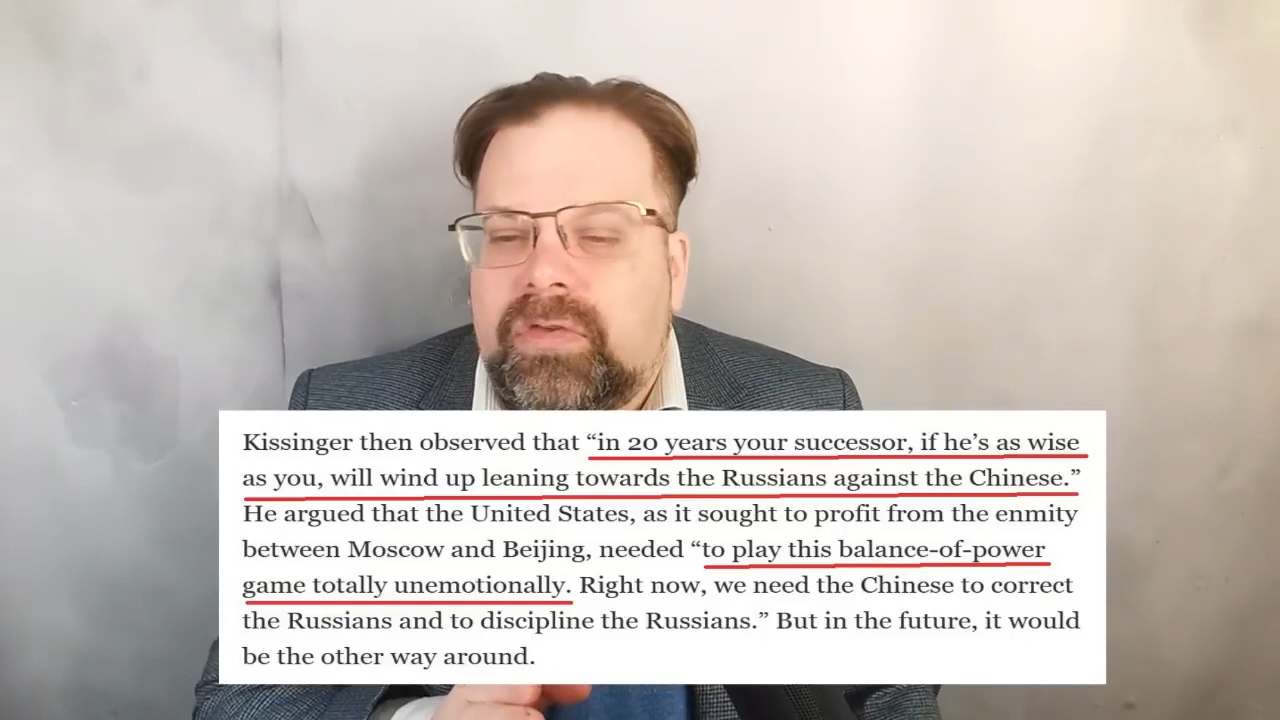 Kissinger then observed that “in 20 years your successor, if he’s as wise
as you, will wind up leaning towards the Russians against the Chinese.”
He argued that the United States, as it sought to profit from the enmity
between Moscow and Beijing, needed “to play this balance-of-power
game totally unemotionally. Right now, we need the Chinese to correct
the Russians and to discipline the Russians.” But in the future, it would
be the other way around.